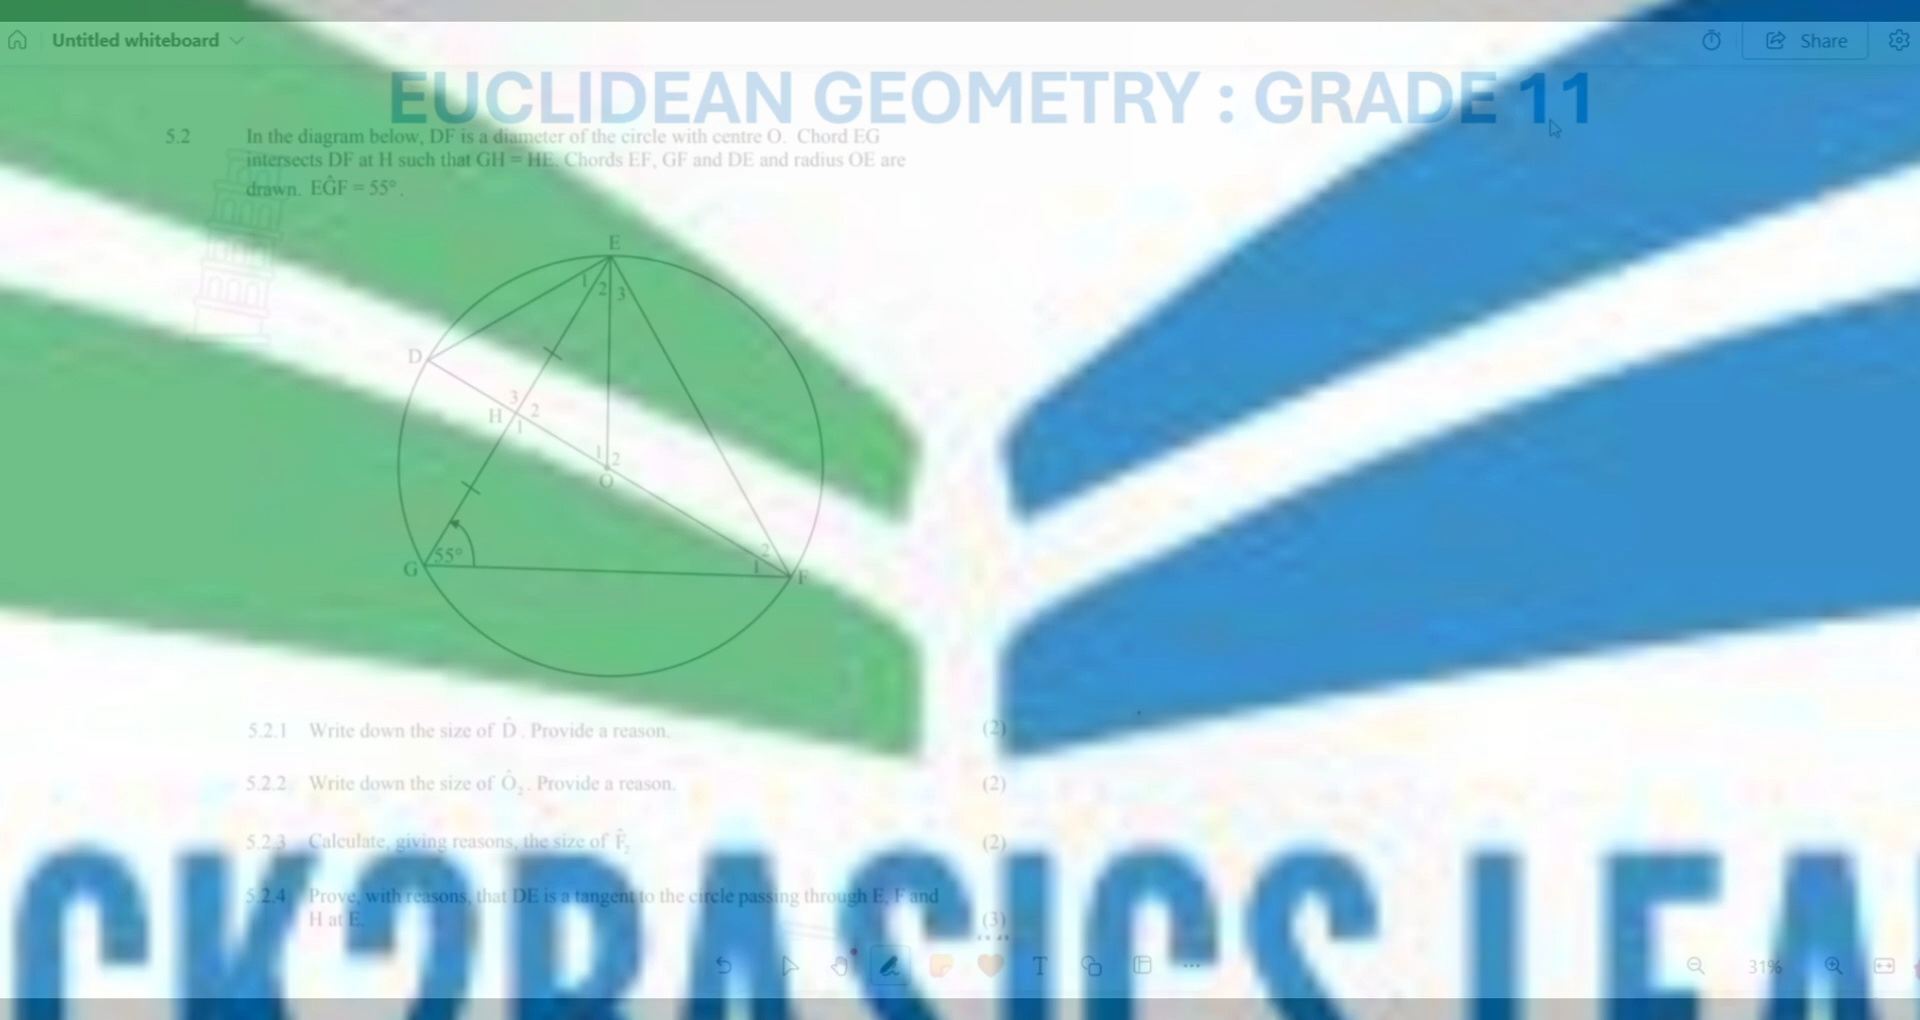 Untitled whiteboard
Share
EUCLIDEAN GEOMETRY : GRADE 11
5.2 In the diagram below, DF is a diameter of the circle with centre O. Chord EG
intersects DF at H such that GH = HE. Chords EF, GF and DE and radius OE are
drawn. EĜF = 55°.
E
1 2 3
D
3
H 2
1
1 2
O
55°
2
G 1 F
5.2.1 Write down the size of D̂. Provide a reason. (2)
5.2.2 Write down the size of Ô₂. Provide a reason. (2)
5.2.3 Calculate, giving reasons, the size of F̂₂ (2)
5.2.4 Prove, with reasons, that DE is a tangent to the circle passing through E, F and
H at E. (3)
CK2BASICS LEA
31%